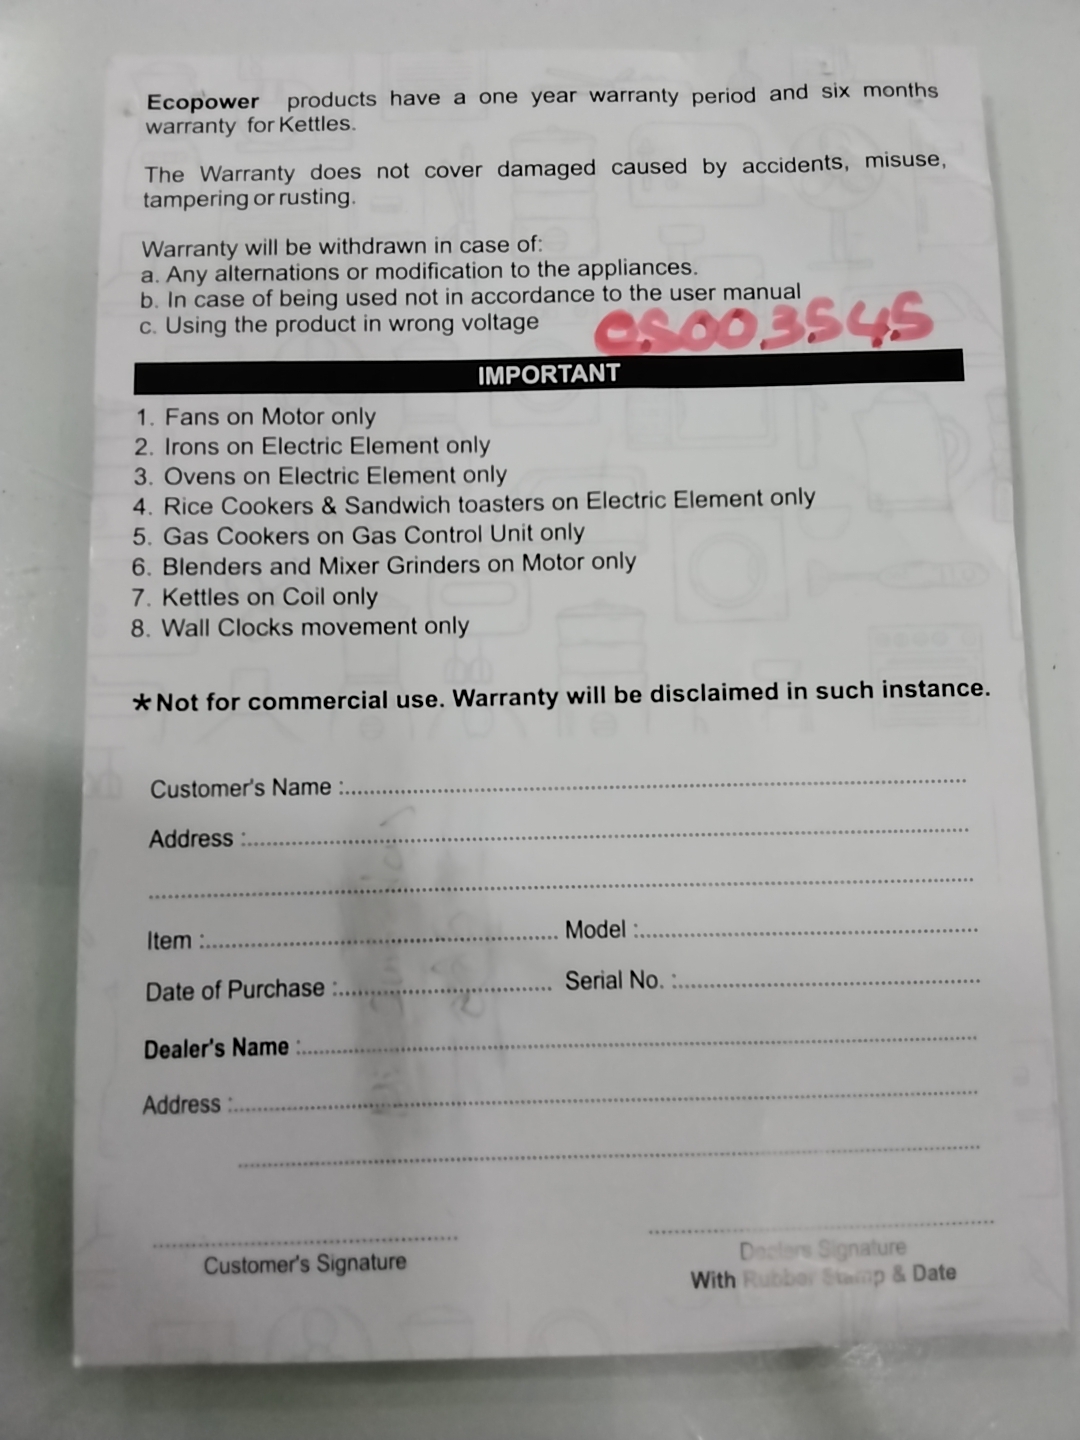 Ecopower products have a one year warranty period and six months
warranty for Kettles.
The Warranty does not cover damaged caused by accidents, misuse,
tampering or rusting.
Warranty will be withdrawn in case of:
a. Any alternations or modification to the appliances.
b. In case of being used not in accordance to the user manual
c. Using the product in wrong voltage
IMPORTANT
1. Fans on Motor only
2. Irons on Electric Element only
3. Ovens on Electric Element only
4. Rice Cookers & Sandwich toasters on Electric Element only
5. Gas Cookers on Gas Control Unit only
6. Blenders and Mixer Grinders on Motor only
7. Kettles on Coil only
8. Wall Clocks movement only
*Not for commercial use. Warranty will be disclaimed in such instance.
Customer's Name :
Address :
Item : Model :
Date of Purchase : Serial No. :
Dealer's Name :
Address :
Customer's Signature
Dealers Signature
With Rubber Stamp & Date